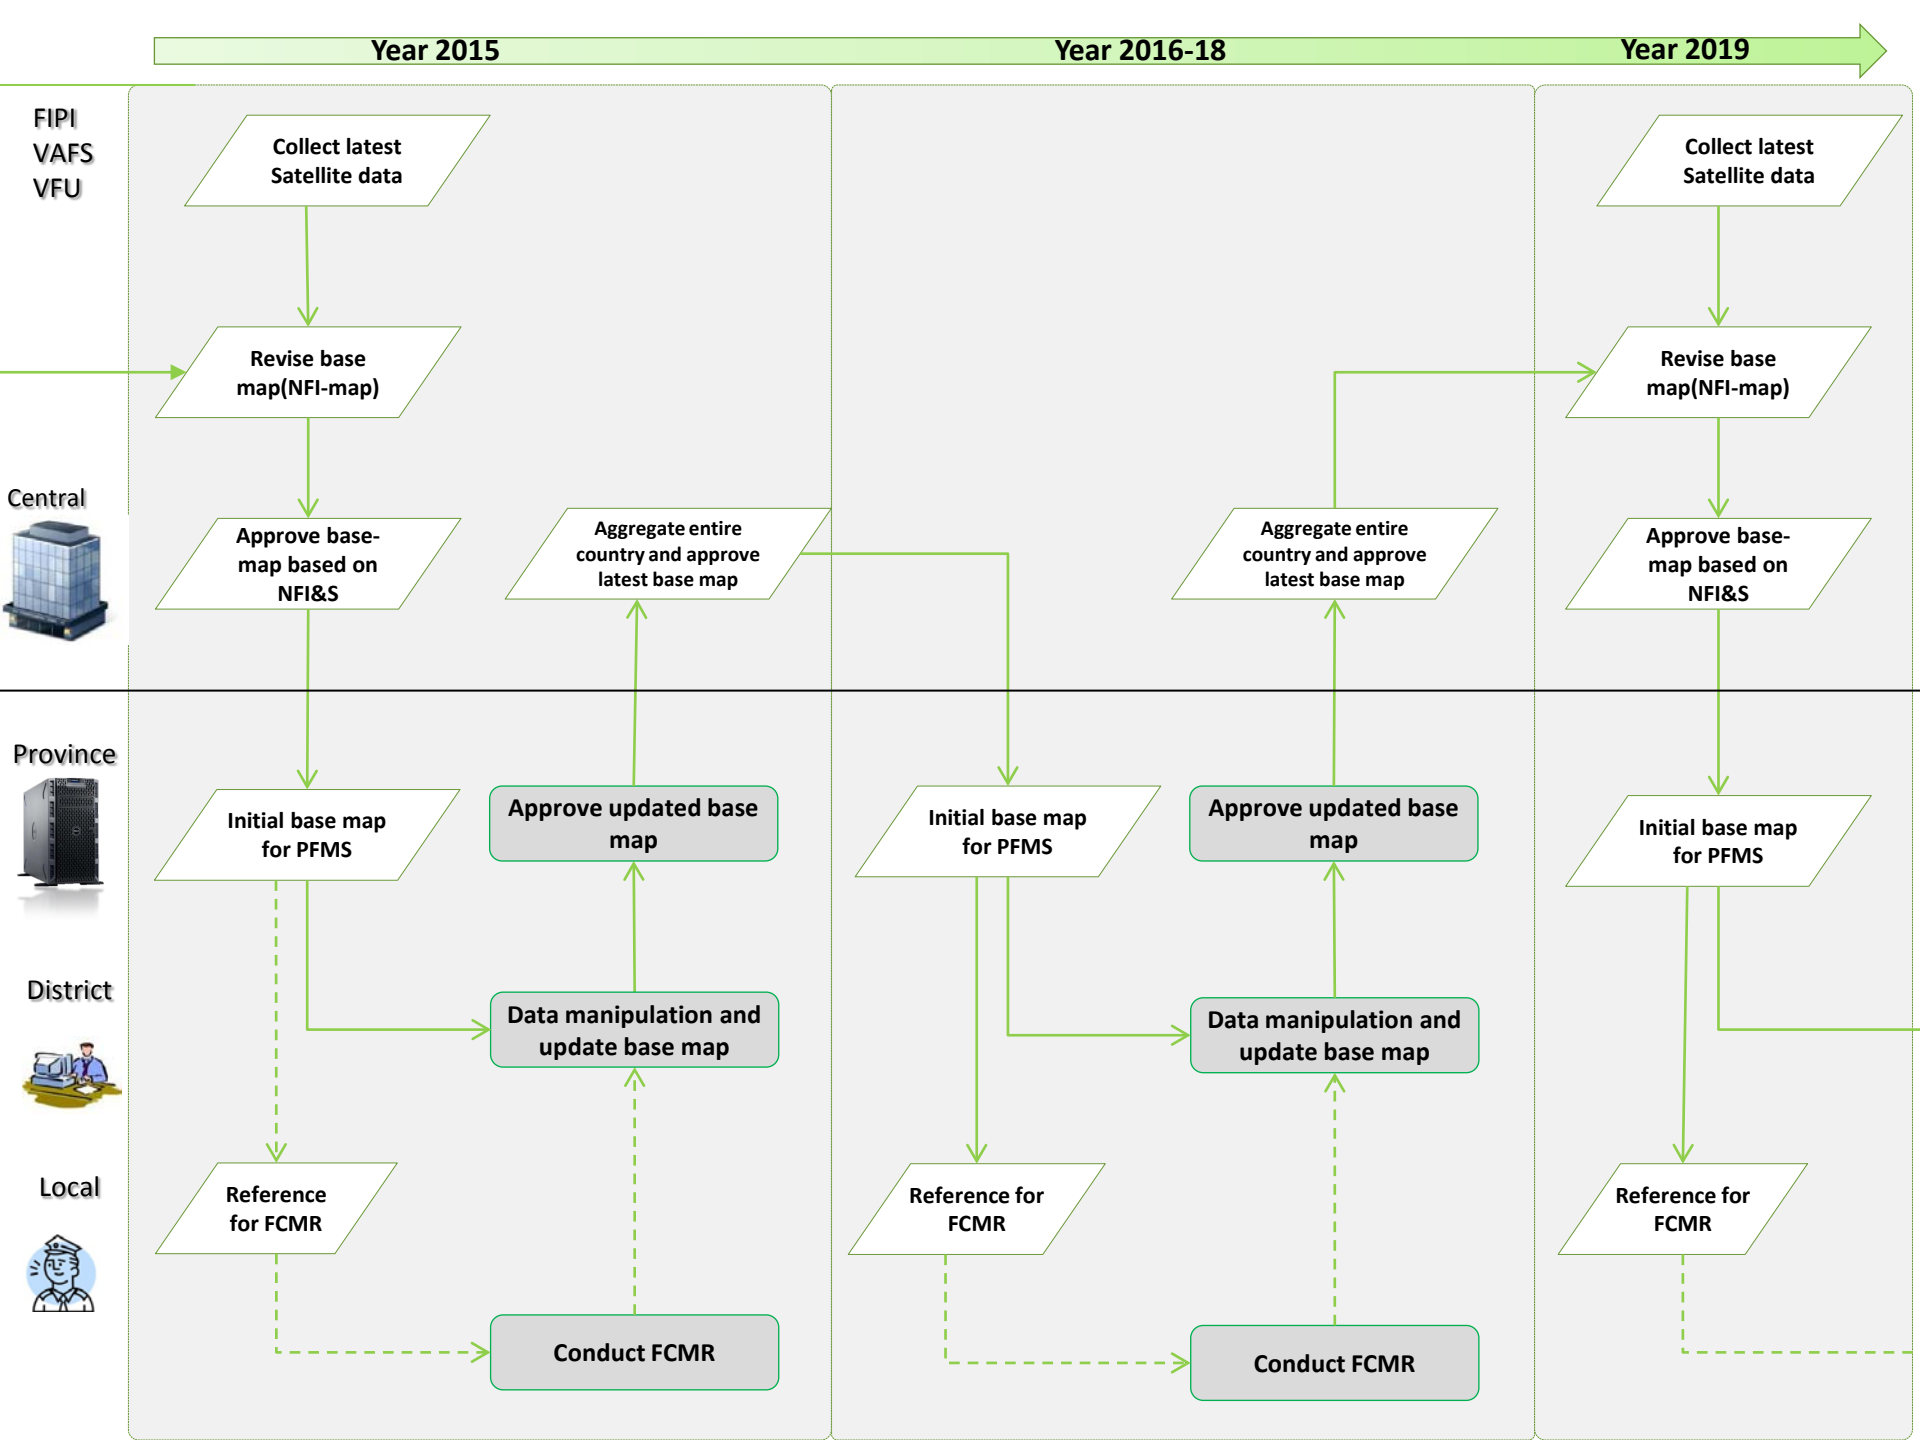 Year 2015
Year 2016-18
Year 2019
FIPI
VAFS
VFU
Collect latest
Satellite data
Collect latest
Satellite data
Revise base
map(NFI-map)
Revise base
map(NFI-map)
Central
Approve base-
map based on
NFI&S
Aggregate entire
country and approve
latest base map
Aggregate entire
country and approve
latest base map
Approve base-
map based on
NFI&S
Province
Initial base map
for PFMS
Approve updated base
map
Initial base map
for PFMS
Approve updated base
map
Initial base map
for PFMS
District
Data manipulation and
update base map
Data manipulation and
update base map
Local
Reference
for FCMR
Reference for
FCMR
Reference for
FCMR
Conduct FCMR
Conduct FCMR